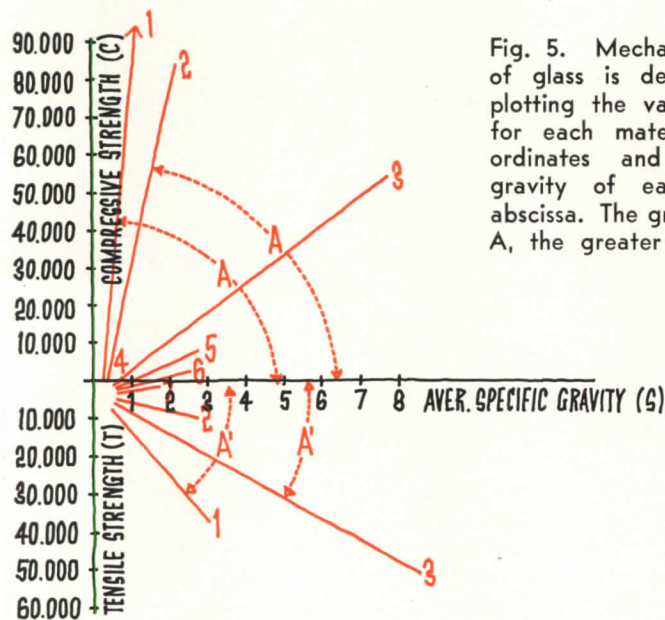 90.000
80.000
70.000
60.000
50.000
40.000
30.000
20.000
10.000
COMPRESSIVE STRENGTH (C)
1
2
3
A
A
4
5
6
1
2
3
4
5
6
7
8
AVER. SPECIFIC GRAVITY (S)
10.000
20.000
30.000
40.000
50.000
60.000
TENSILE STRENGTH (T)
2
A'
A'
1
3
Fig. 5. Mecha
of glass is de
plotting the va
for each mate
ordinates and
gravity of ea
abscissa. The g
A, the greater